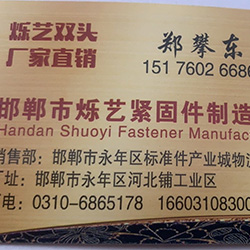 烁艺双头
厂家直销
郑攀东
151 7602 6686
邯郸市烁艺紧固件制造
Handan Shuoyi Fastener Manufac
销售部：邯郸市永年区标准件产业城物流
址：邯郸市永年区河北铺工业区
电：0310-6865178 16603108300